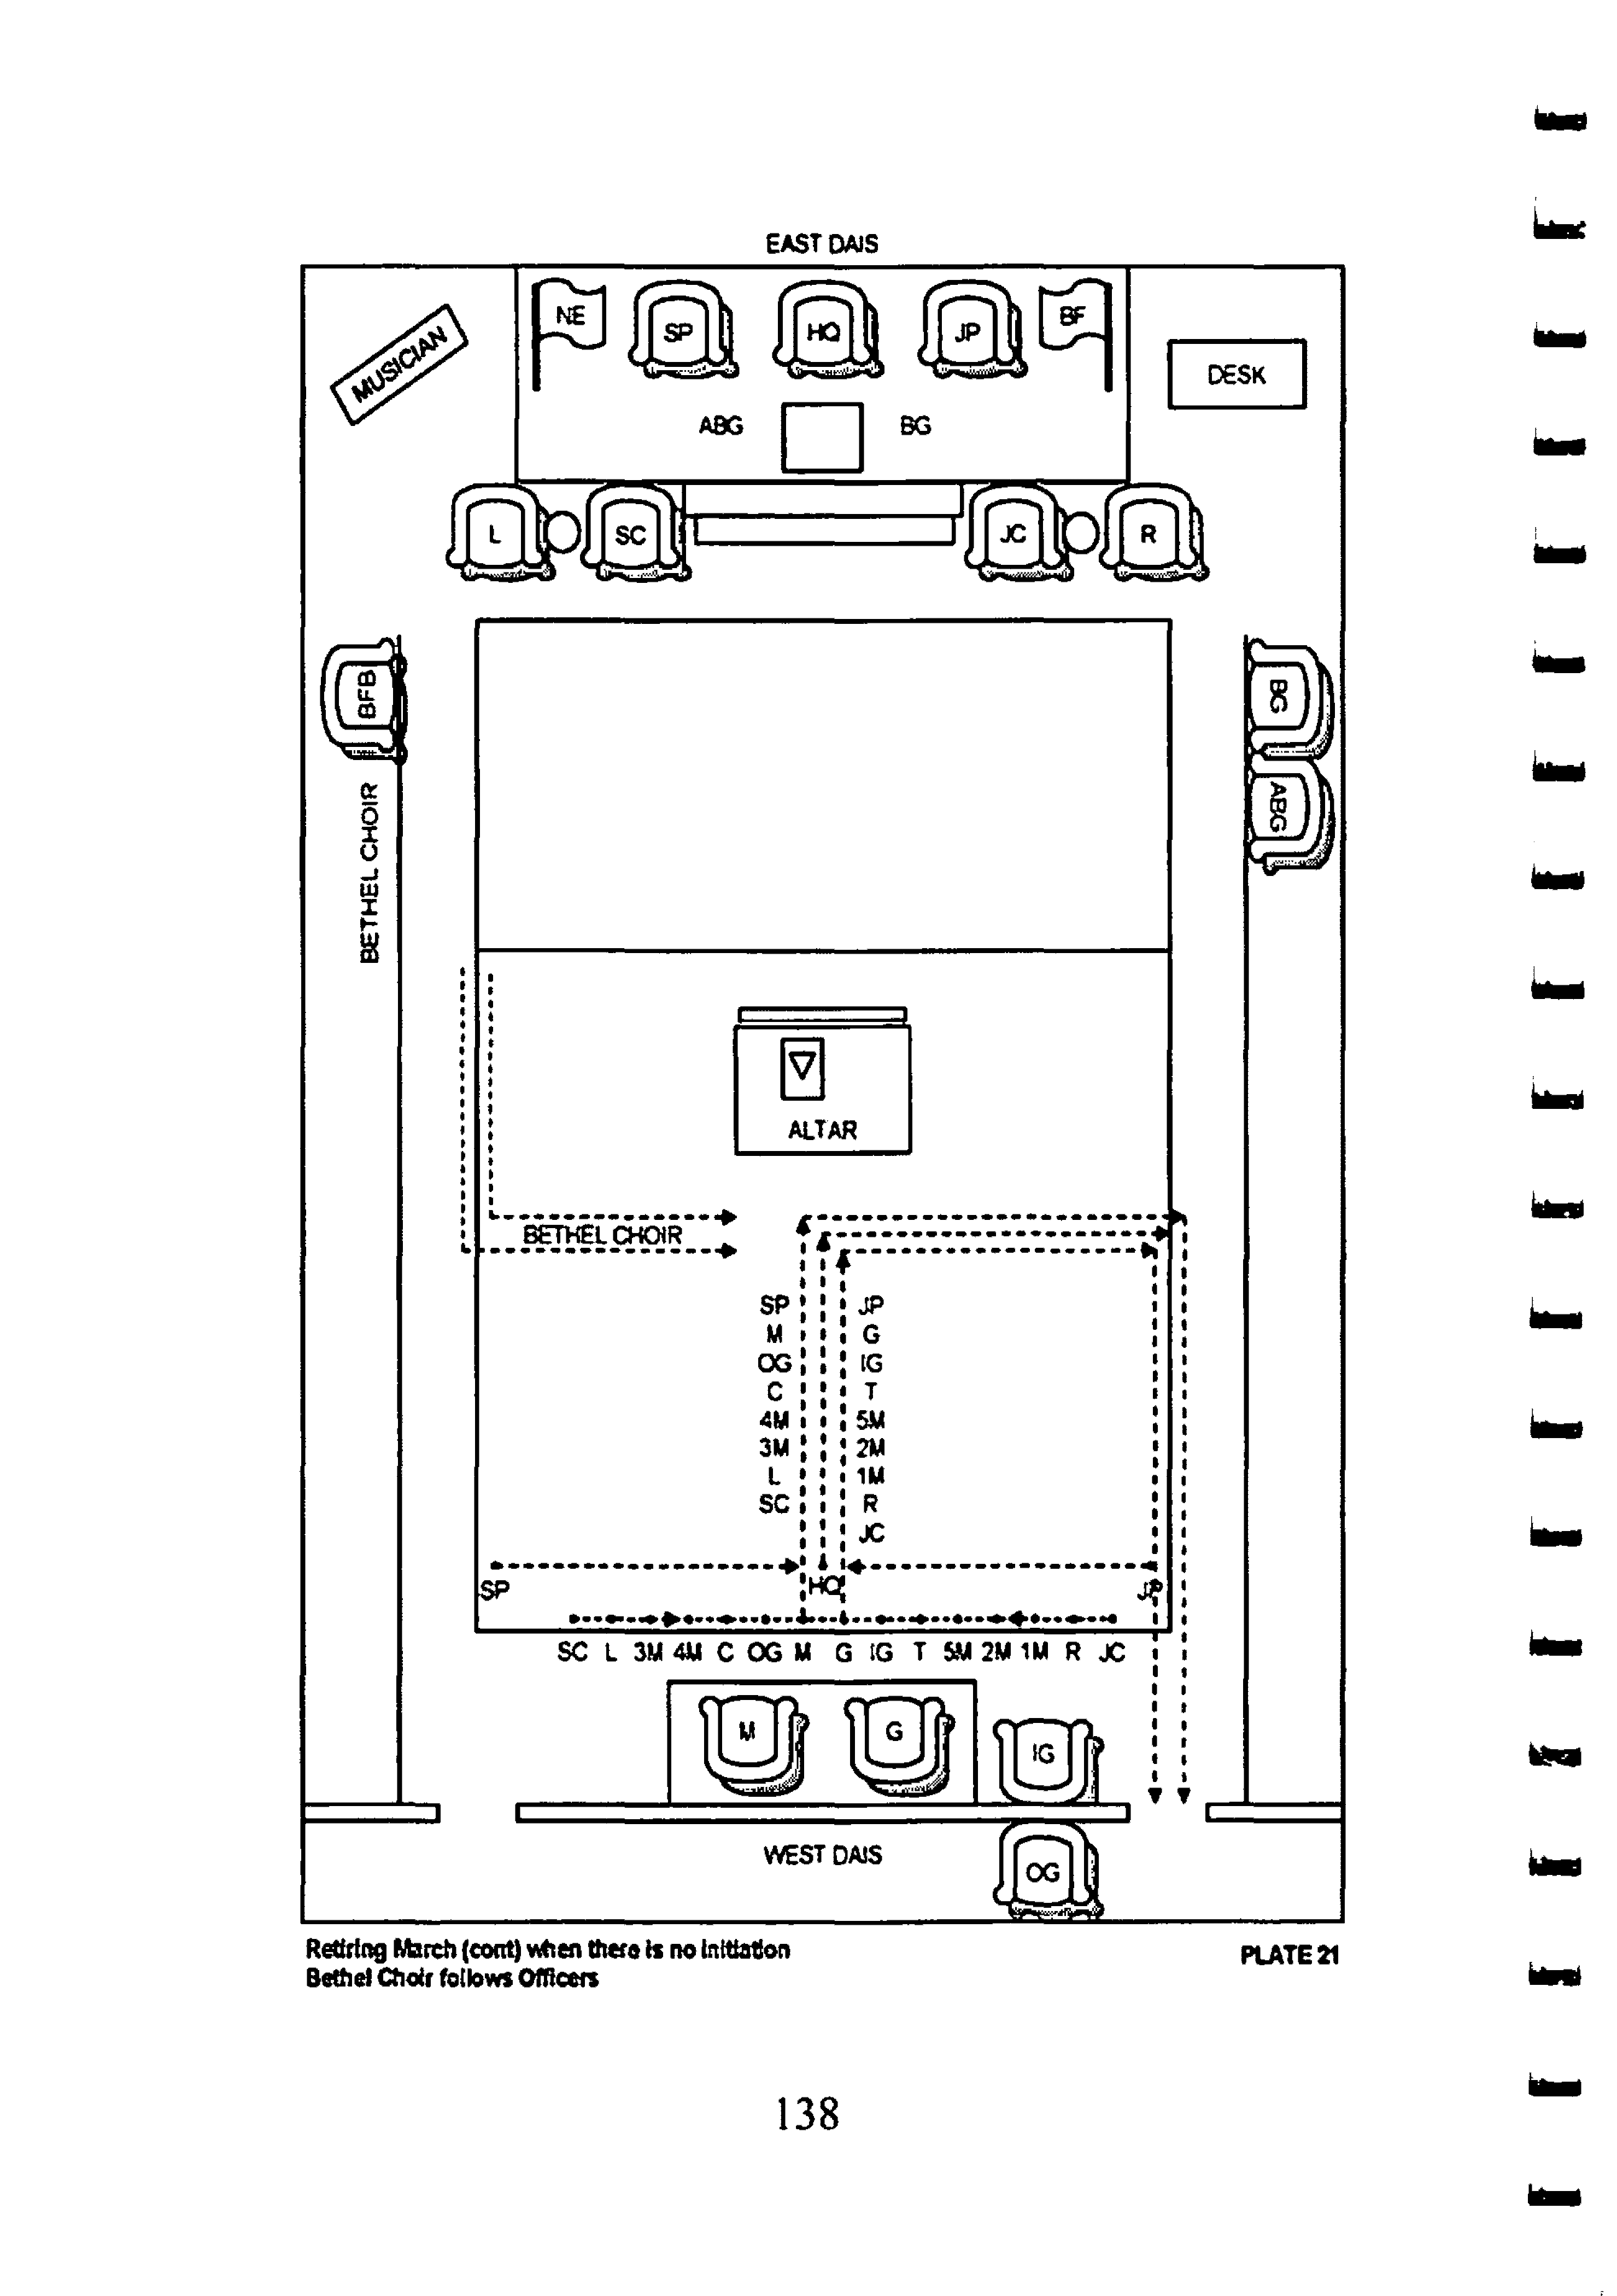 EAST DAIS
NE SP HQ JP BF
MUSICIAN
DESK
ABG BG
L SC JC R
BFB
BG
ABG
BETHEL CHOIR
ALTAR
BETHEL CHOIR
SP JP
M G
OG IG
C T
4M 5M
3M 2M
L 1M
SC R
JC
SP HQ JP
SC L 3M 4M C OG M G IG T 5M 2M 1M R JC
M G IG
WEST DAIS
OG
Retiring March (cont) when there is no initiation
Bethel Choir follows Officers
PLATE 21
138